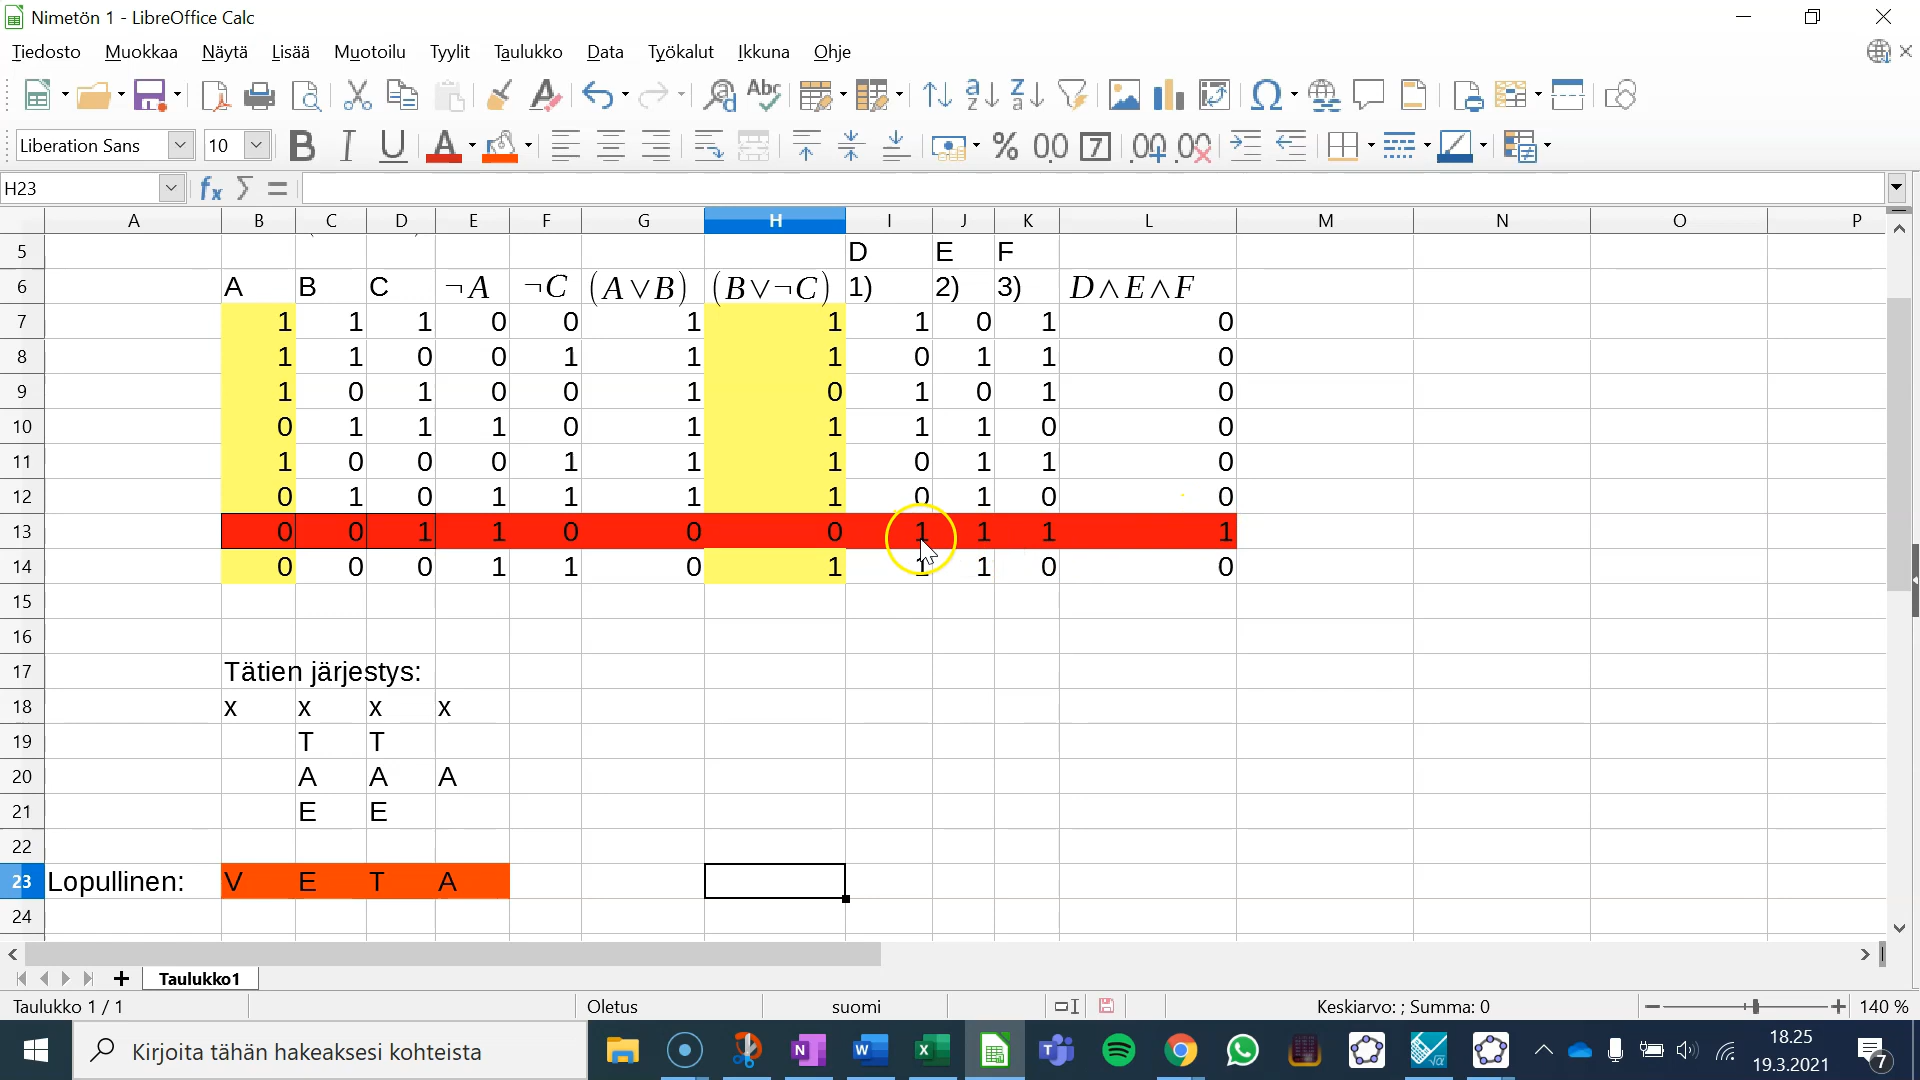 Nimetön 1 - LibreOffice Calc
Tiedosto Muokkaa Näytä Lisää Muotoilu Tyylit Taulukko Data Työkalut Ikkuna Ohje
Liberation Sans 10
H23
A B C D E F G H I J K L M N O P
5 D E F
6 A B C ¬A ¬C (A∨B) (B∨¬C) 1) 2) 3) D∧E∧F
7 1 1 1 0 0 1 1 1 0 1 0
8 1 1 0 0 1 1 1 0 1 1 0
9 1 0 1 0 0 1 0 1 0 1 0
10 0 1 1 1 0 1 1 1 1 0 0
11 1 0 0 0 1 1 1 0 1 1 0
12 0 1 0 1 1 1 1 0 1 0 0
13 0 0 1 1 0 0 0 1 1 1 1
14 0 0 0 1 1 0 1 1 1 0 0
15
16
17 Tätien järjestys:
18 x x x x
19 T T
20 A A A
21 E E
22
23 Lopullinen: V E T A
24
Taulukko1
Taulukko 1 / 1 Oletus suomi Keskiarvo: ; Summa: 0 140 %
Kirjoita tähän hakeaksesi kohteista
18.25
19.3.2021
7